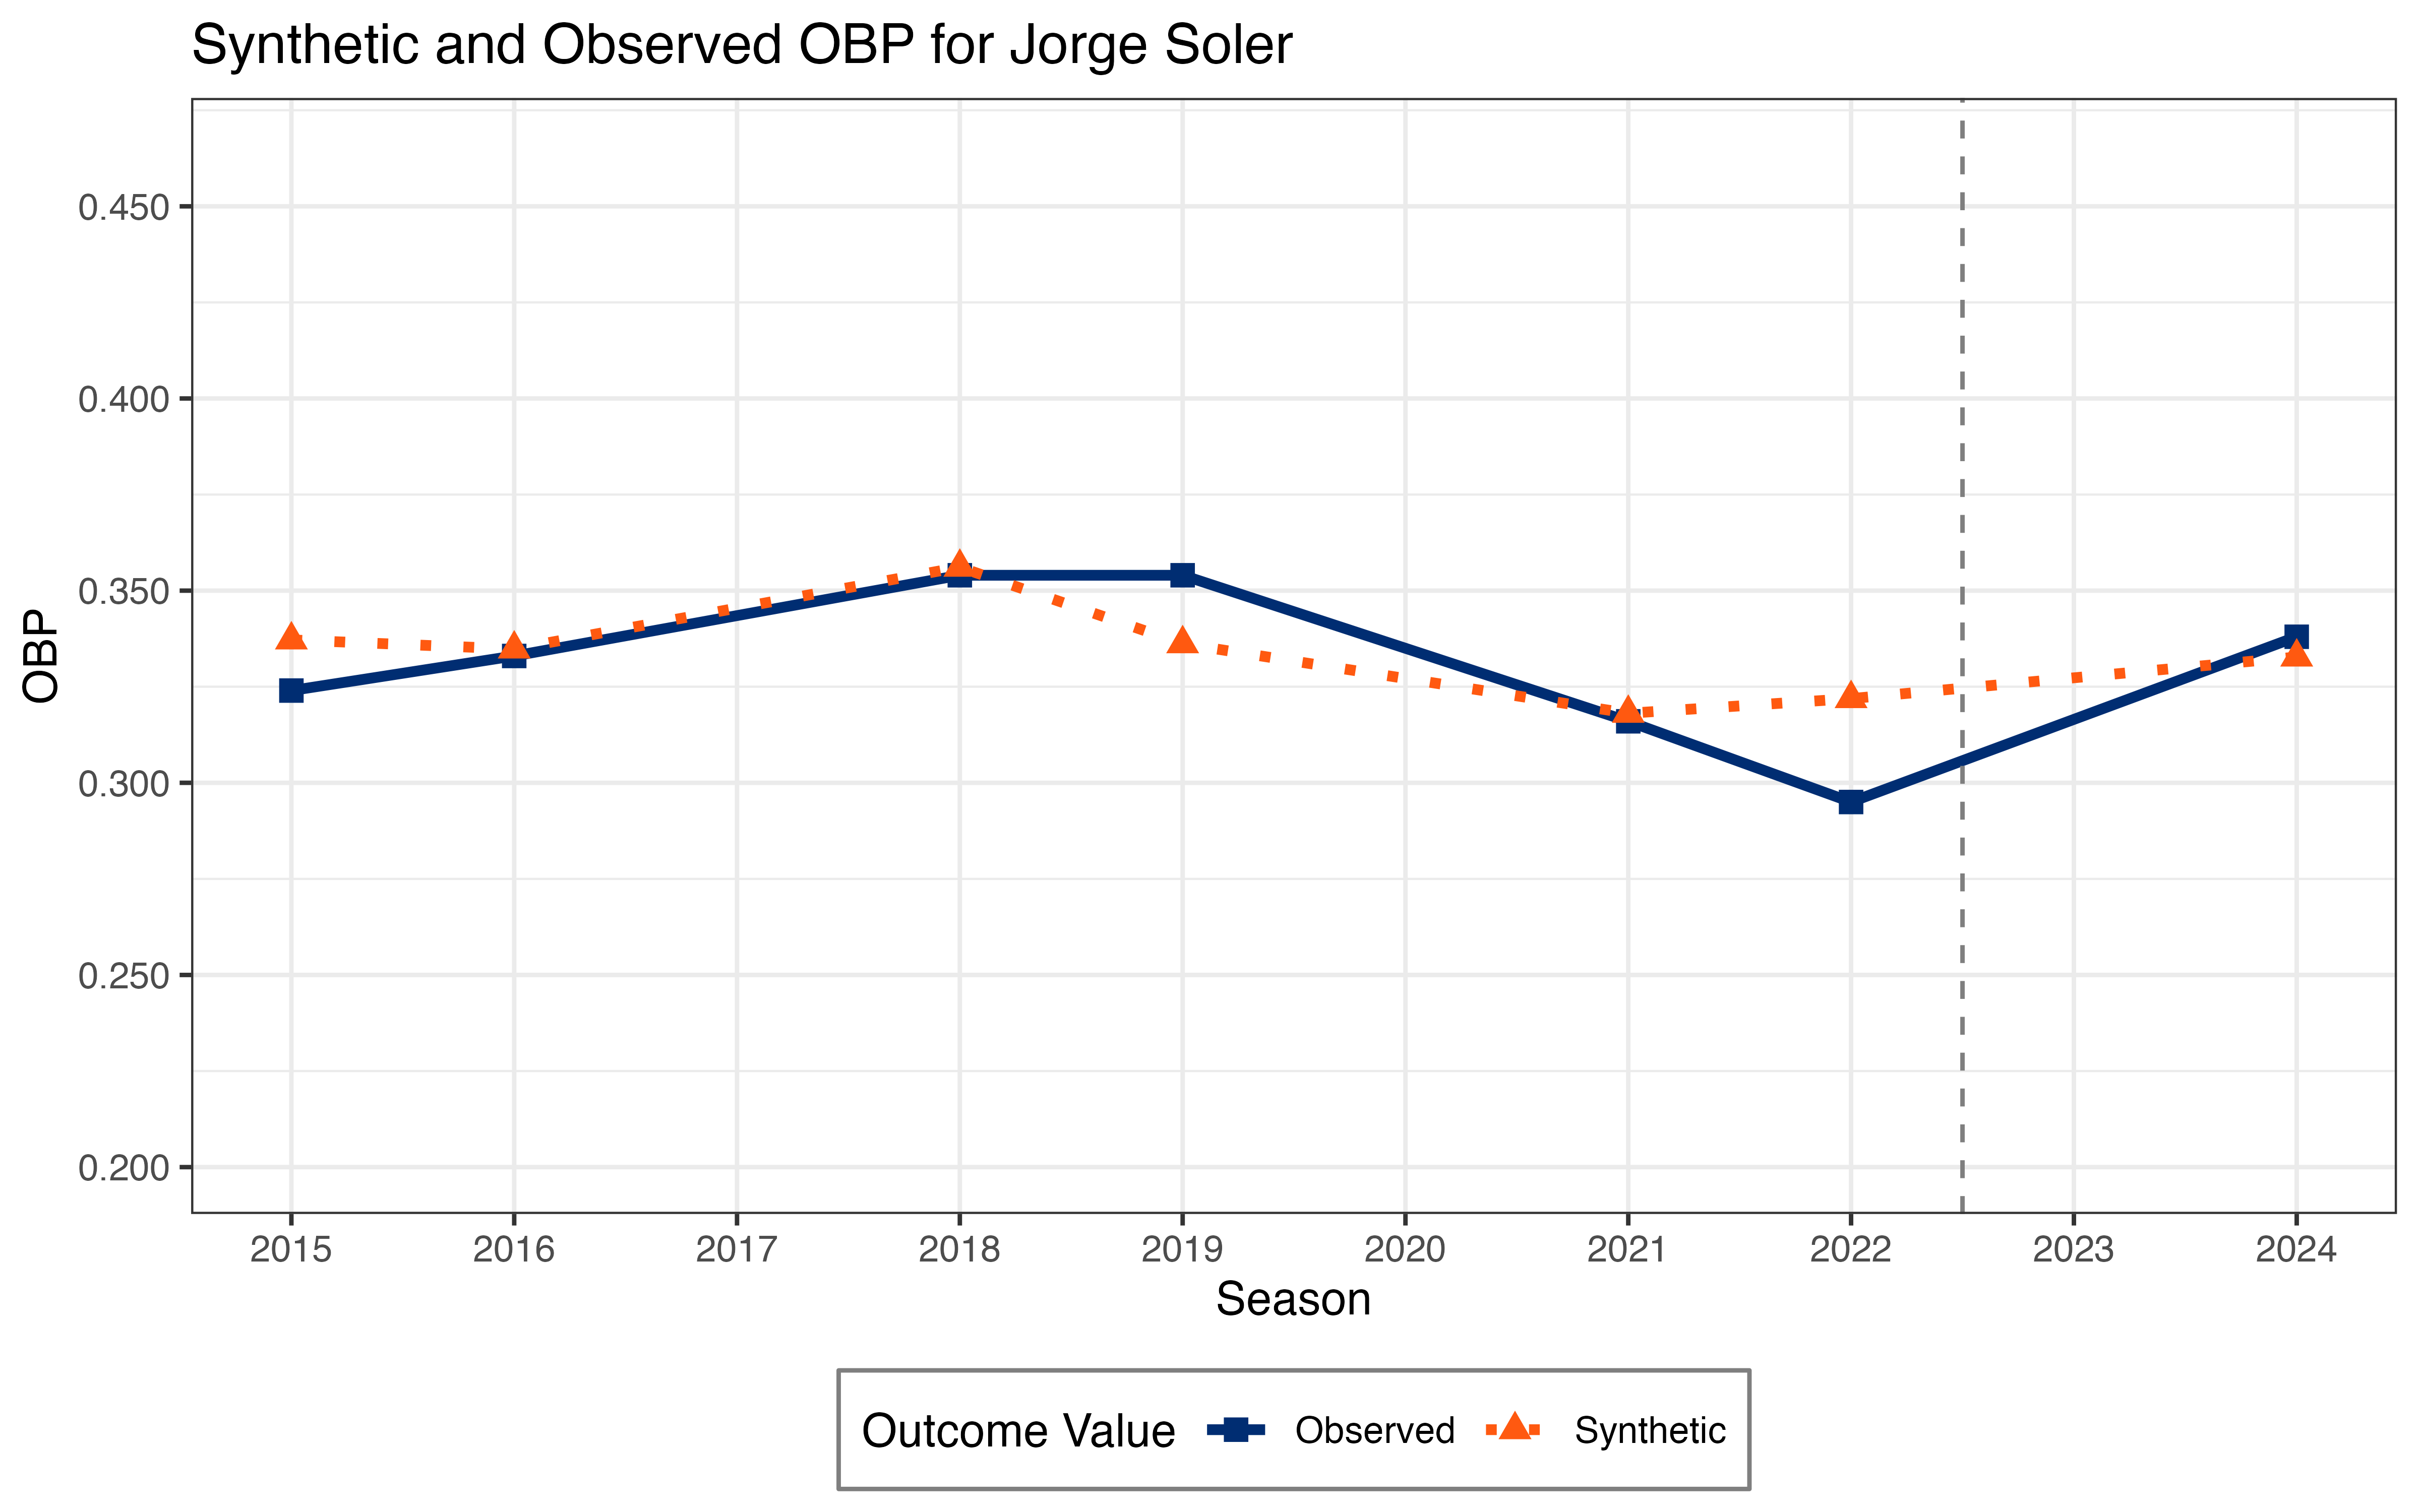 Synthetic and Observed OBP for Jorge Soler
OBP
0.450
0.400
0.350
0.300
0.250
0.200
2015 2016 2017 2018 2019 2020 2021 2022 2023 2024
Season
Outcome Value Observed Synthetic